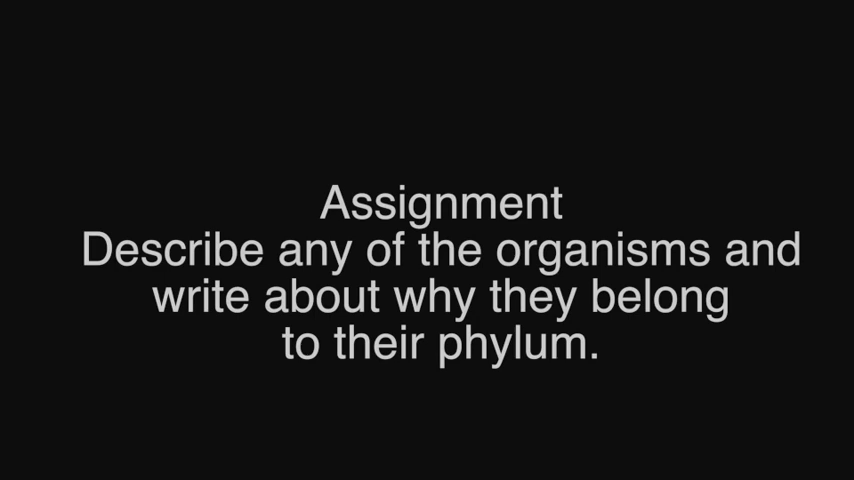 Assignment
Describe any of the organisms and
write about why they belong
to their phylum.